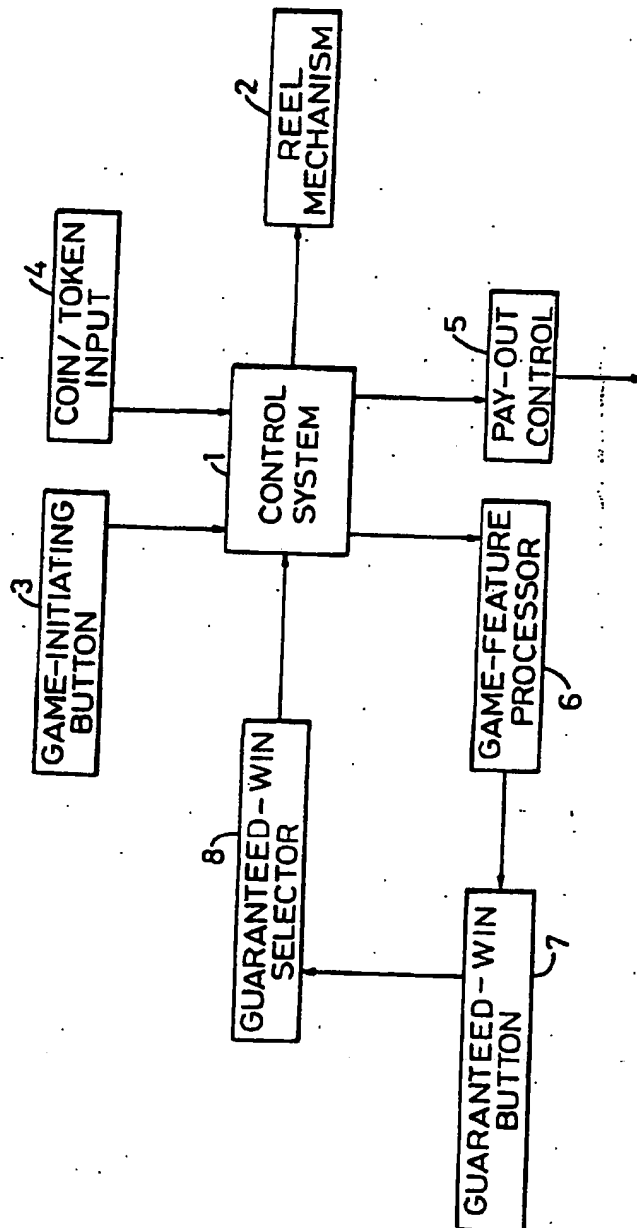 3
GAME-INITIATING
BUTTON
4
COIN/TOKEN
INPUT
8
GUARANTEED-WIN
SELECTOR
1
CONTROL
SYSTEM
2
REEL
MECHANISM
GUARANTEED-WIN
BUTTON
7
GAME-FEATURE
PROCESSOR
6
5
PAY-OUT
CONTROL